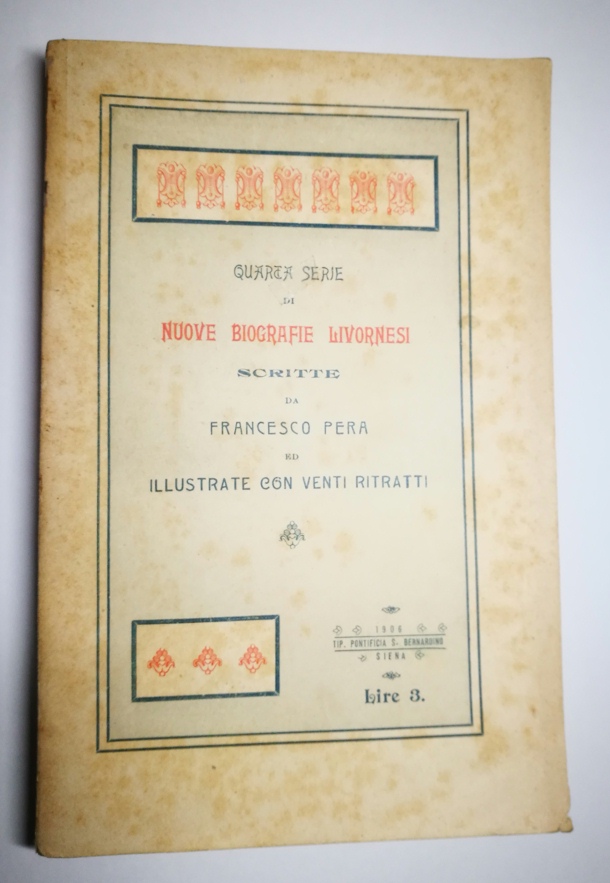 QUARTA SERIE
DI
NUOVE BIOGRAFIE LIVORNESI
SCRITTE
DA
FRANCESCO PERA
ED
ILLUSTRATE CON VENTI RITRATTI
1906
TIP. PONTIFICIA S. BERNARDINO
SIENA
Lire 3.